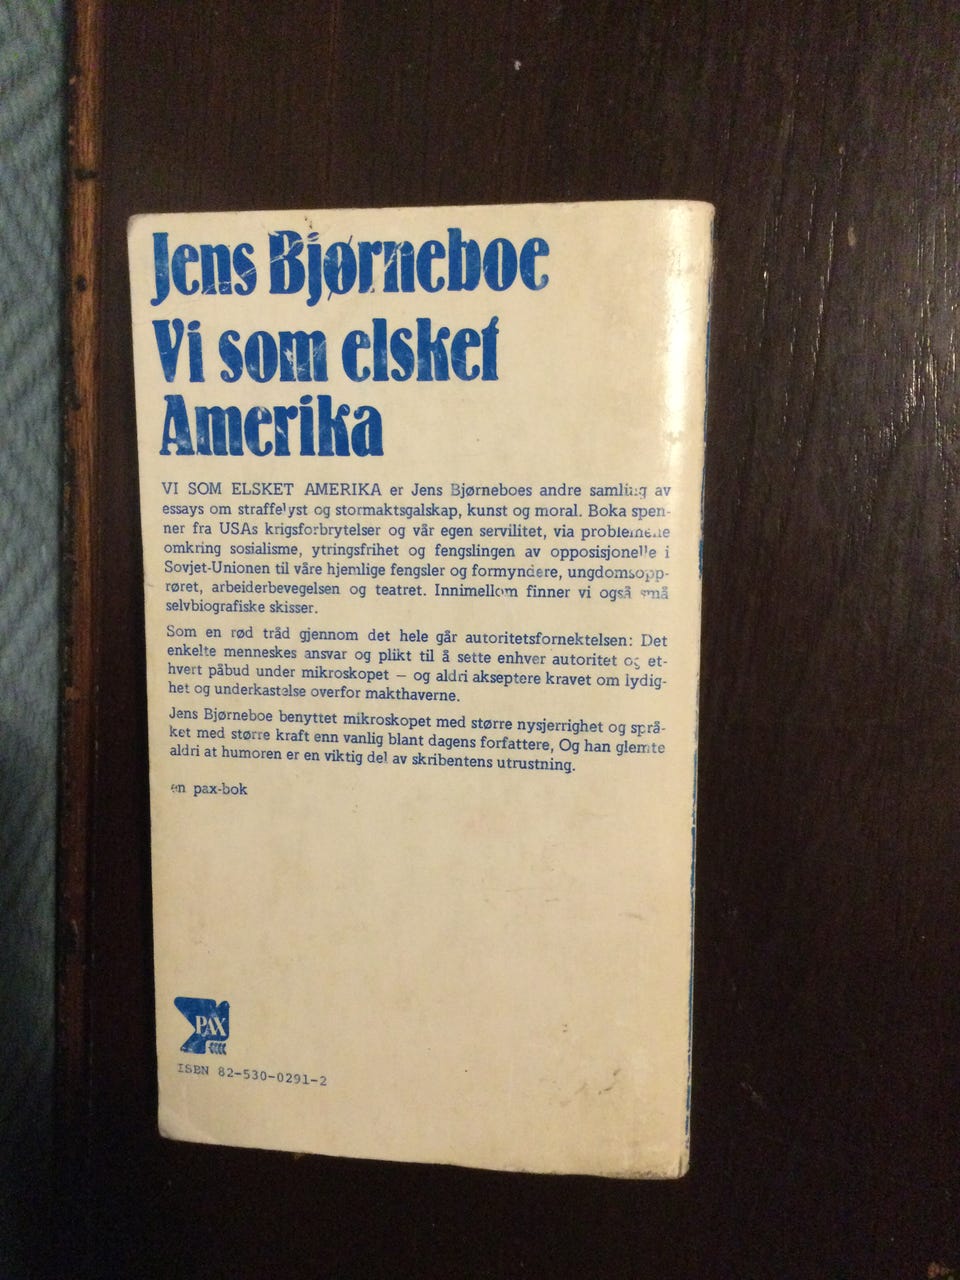 Jens Bjørneboe
Vi som elsket
Amerika
VI SOM ELSKET AMERIKA er Jens Bjørneboes andre samling av
essays om straffelyst og stormaktsgalskap, kunst og moral. Boka spen-
ner fra USAs krigsforbrytelser og vår egen servilitet, via problemene
omkring sosialisme, ytringsfrihet og fengslingen av opposisjonelle i
Sovjet-Unionen til våre hjemlige fengsler og formyndere, ungdomsopp-
røret, arbeiderbevegelsen og teatret. Innimellom finner vi også små
selvbiografiske skisser.
Som en rød tråd gjennom det hele går autoritetsfornektelsen: Det
enkelte menneskes ansvar og plikt til å sette enhver autoritet og et-
hvert påbud under mikroskopet – og aldri akseptere kravet om lydig-
het og underkastelse overfor makthaverne.
Jens Bjørneboe benyttet mikroskopet med større nysjerrighet og språ-
ket med større kraft enn vanlig blant dagens forfattere, Og han glemte
aldri at humoren er en viktig del av skribentens utrustning.
en pax-bok
PAX
ISBN 82-530-0291-2